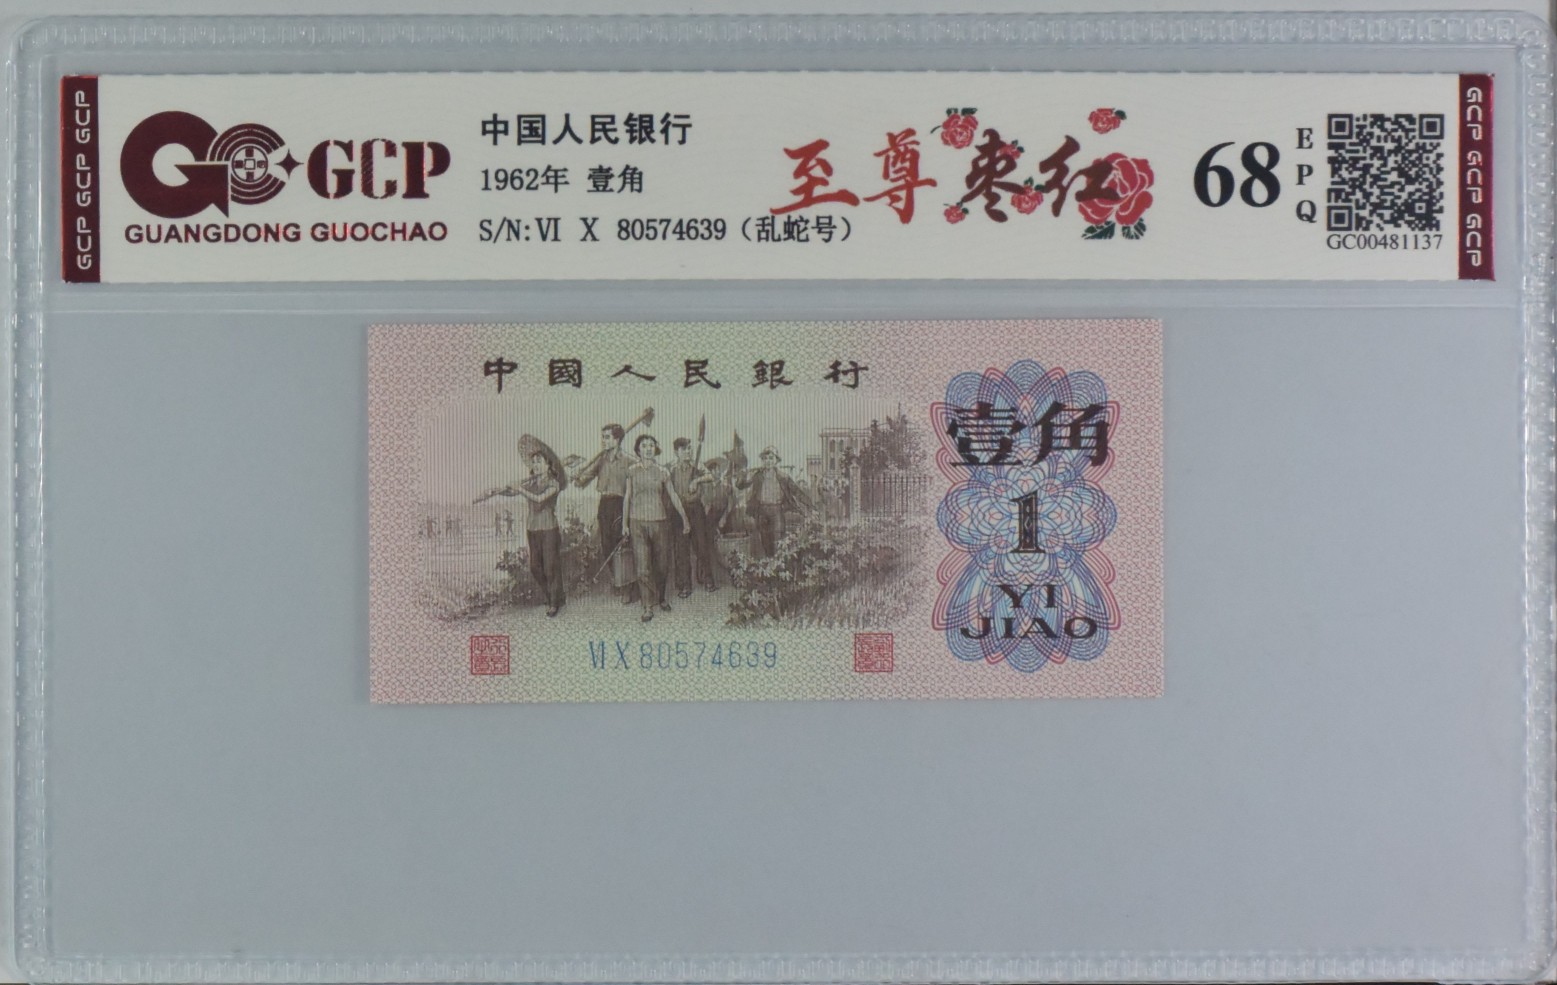 GCP GCP GCP
GCP
GUANGDONG GUOCHAO
中国人民银行
1962年 壹角
S/N:Ⅵ X 80574639（乱蛇号）
至尊枣红
68
EPQ
GC00481137
GCP GCP GCP
中國人民銀行
壹角
1
YI
JIAO
Ⅵ X 80574639